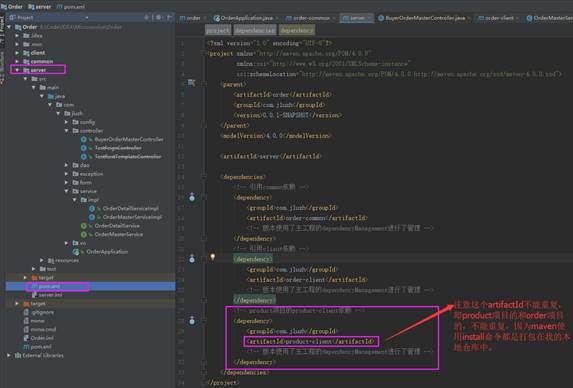 Order
server
pom.xml
order
OrderApplication.java
order-common
server
BuyerOrderMasterController.java
order-client
Project
Order
.idea
.mvn
client
common
server
src
main
java
com
jlush
config
controller
BuyerOrderMasterController
TestFeignController
TestRestTemplateController
dao
exception
form
service
impl
OrderDetailServiceImpl
OrderMasterServiceImpl
OrderDetailService
OrderMasterService
vo
OrderApplication
resources
test
target
pom.xml
server.iml
target
.gitignore
mvnw
mvnw.cmd
Order.iml
pom.xml
External Libraries
project
dependencies
dependency
<?xml version="1.0" encoding="UTF-8"?>
<project xmlns="http://maven.apache.org/POM/4.0.0"
xmlns:xsi="http://www.w3.org/2001/XMLSchema-instance"
xsi:schemaLocation="http://maven.apache.org/POM/4.0.0 http://maven.apache.org/xsd/maven-4.0.0.xsd">
<parent>
<artifactId>order</artifactId>
<groupId>com.jlush</groupId>
<version>0.0.1-SNAPSHOT</version>
</parent>
<modelVersion>4.0.0</modelVersion>
<artifactId>server</artifactId>
<dependencies>
<!-- 引用common依赖 -->
<dependency>
<groupId>com.jlush</groupId>
<artifactId>order-common</artifactId>
<!-- 版本使用了主工程的dependencyManagement进行了管理 -->
</dependency>
<!-- 引用client依赖 -->
<dependency>
<groupId>com.jlush</groupId>
<artifactId>order-client</artifactId>
<!-- 版本使用了主工程的dependencyManagement进行了管理 -->
</dependency>
<!-- product项目的product-client依赖 -->
<dependency>
<groupId>com.jlush</groupId>
<artifactId>product-client</artifactId>
<!-- 版本使用了主工程的dependencyManagement进行了管理 -->
</dependency>
</dependencies>
</project>
注意这个artifactId不能重复,
即product项目的和order项目
的,不能重复。因为maven使
用install命令都是打包在我的本
地仓库中。